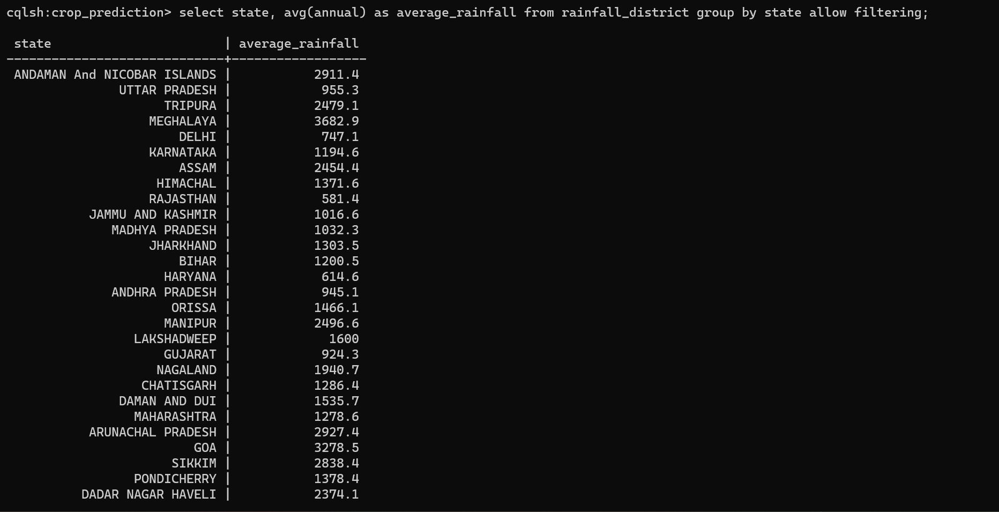 cqlsh:crop_prediction> select state, avg(annual) as average_rainfall from rainfall_district group by state allow filtering;
 state                       | average_rainfall
-----------------------------+------------------
 ANDAMAN And NICOBAR ISLANDS |           2911.4
               UTTAR PRADESH |            955.3
                     TRIPURA |           2479.1
                   MEGHALAYA |           3682.9
                       DELHI |            747.1
                   KARNATAKA |           1194.6
                       ASSAM |           2454.4
                    HIMACHAL |           1371.6
                   RAJASTHAN |            581.4
           JAMMU AND KASHMIR |           1016.6
              MADHYA PRADESH |           1032.3
                   JHARKHAND |           1303.5
                       BIHAR |           1200.5
                     HARYANA |            614.6
              ANDHRA PRADESH |            945.1
                      ORISSA |           1466.1
                     MANIPUR |           2496.6
                 LAKSHADWEEP |             1600
                     GUJARAT |            924.3
                    NAGALAND |           1940.7
                  CHATISGARH |           1286.4
               DAMAN AND DUI |           1535.7
                 MAHARASHTRA |           1278.6
           ARUNACHAL PRADESH |           2927.4
                         GOA |           3278.5
                      SIKKIM |           2838.4
                 PONDICHERRY |           1378.4
          DADAR NAGAR HAVELI |           2374.1